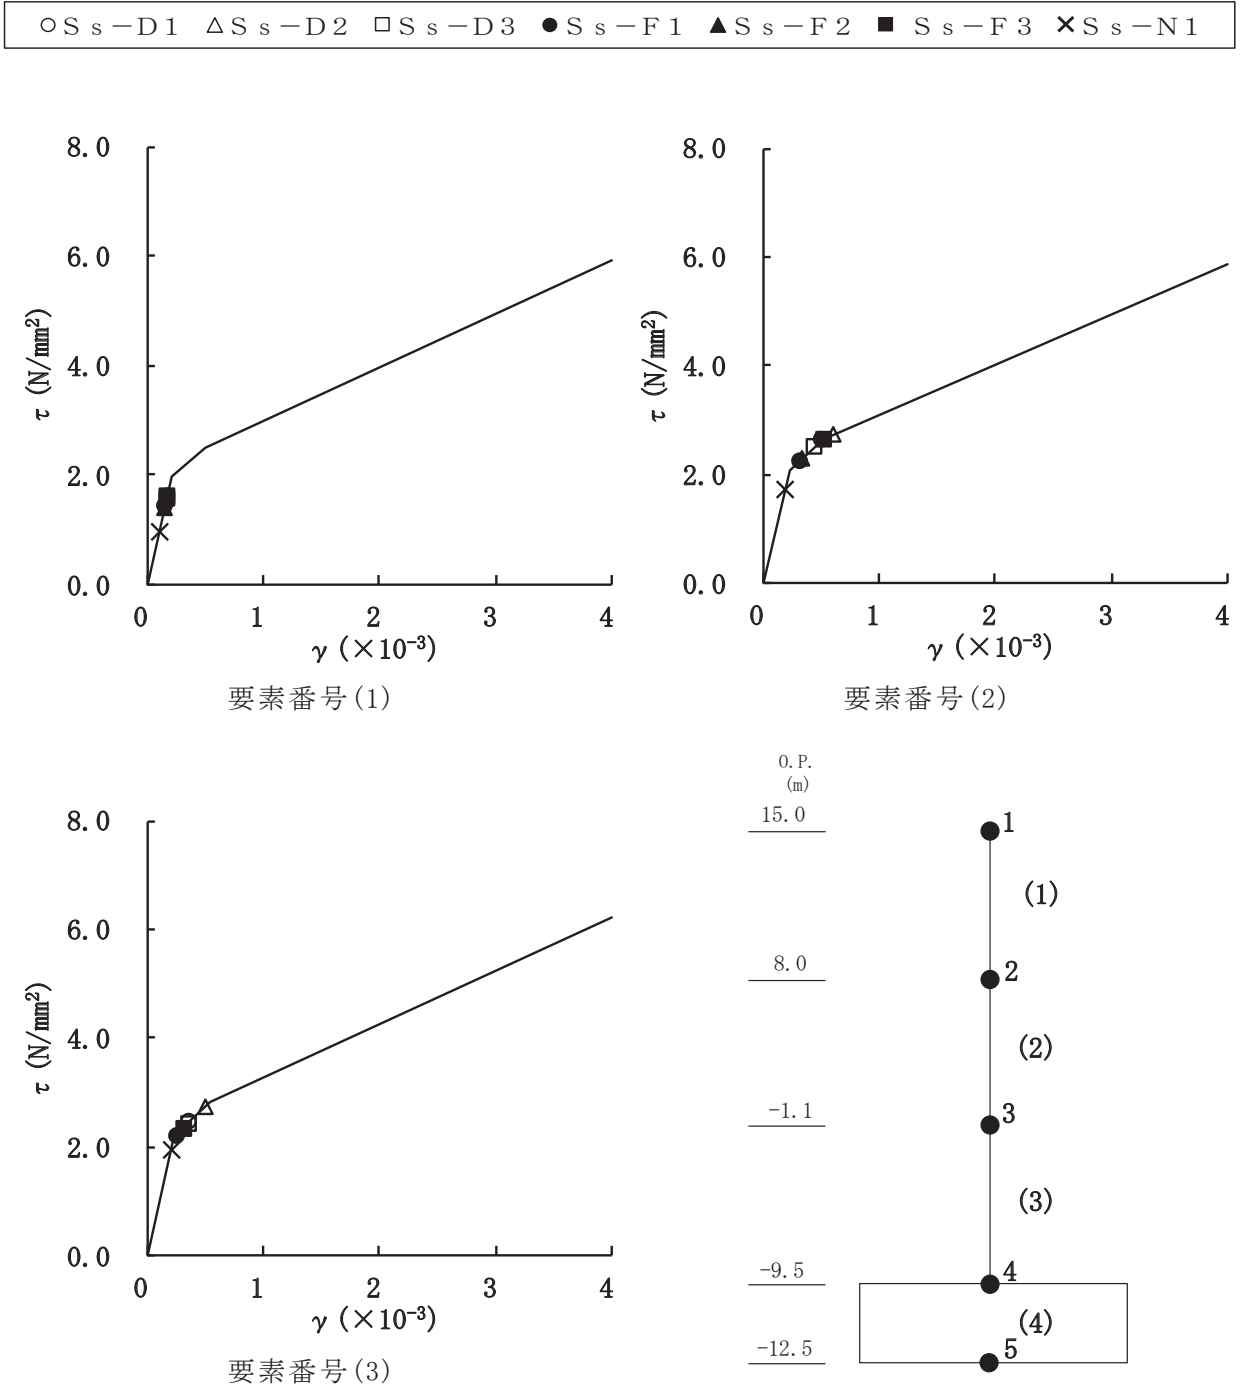 ○Ｓｓ－Ｄ１ △Ｓｓ－Ｄ２ □Ｓｓ－Ｄ３ ●Ｓｓ－Ｆ１ ▲Ｓｓ－Ｆ２ ■ Ｓｓ－Ｆ３ ×Ｓｓ－Ｎ１
8.0
6.0
4.0
2.0
0.0
τ (N/mm²)
0 1 2 3 4
γ (×10⁻³)
要素番号(1)
8.0
6.0
4.0
2.0
0.0
τ (N/mm²)
0 1 2 3 4
γ (×10⁻³)
要素番号(2)
8.0
6.0
4.0
2.0
0.0
τ (N/mm²)
0 1 2 3 4
γ (×10⁻³)
要素番号(3)
O.P.
(m)
15.0 1
(1)
8.0 2
(2)
-1.1 3
(3)
-9.5 4
(4)
-12.5 5